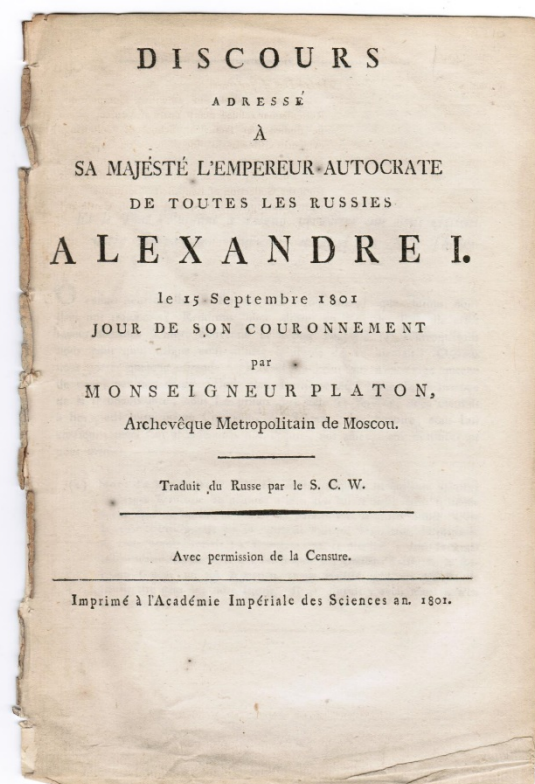 DISCOURS
ADRESSÉ
À
SA MAJÉSTÉ L'EMPEREUR AUTOCRATE
DE TOUTES LES RUSSIES
ALEXANDRE I.
le 15 Septembre 1801
JOUR DE SON COURONNEMENT
par
MONSEIGNEUR PLATON,
Archevêque Metropolitain de Moscou.
Traduit du Russe par le S. C. W.
Avec permission de la Censure.
Imprimé à l'Académie Impériale des Sciences an. 1801.